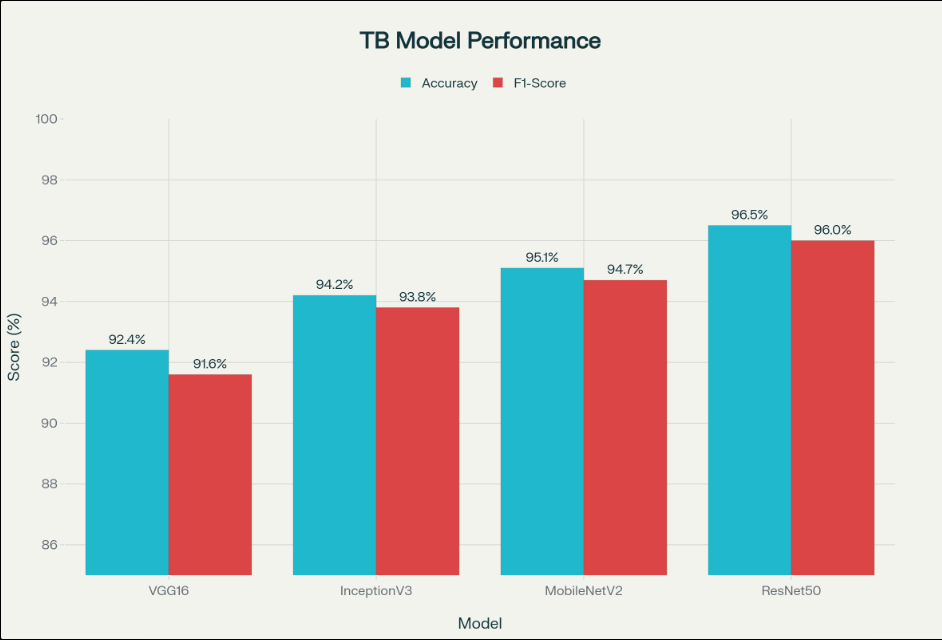 TB Model Performance
Accuracy F1-Score
100
98
96
94
92
90
88
86
Score (%)
92.4% 91.6%
94.2% 93.8%
95.1% 94.7%
96.5% 96.0%
VGG16 InceptionV3 MobileNetV2 ResNet50
Model